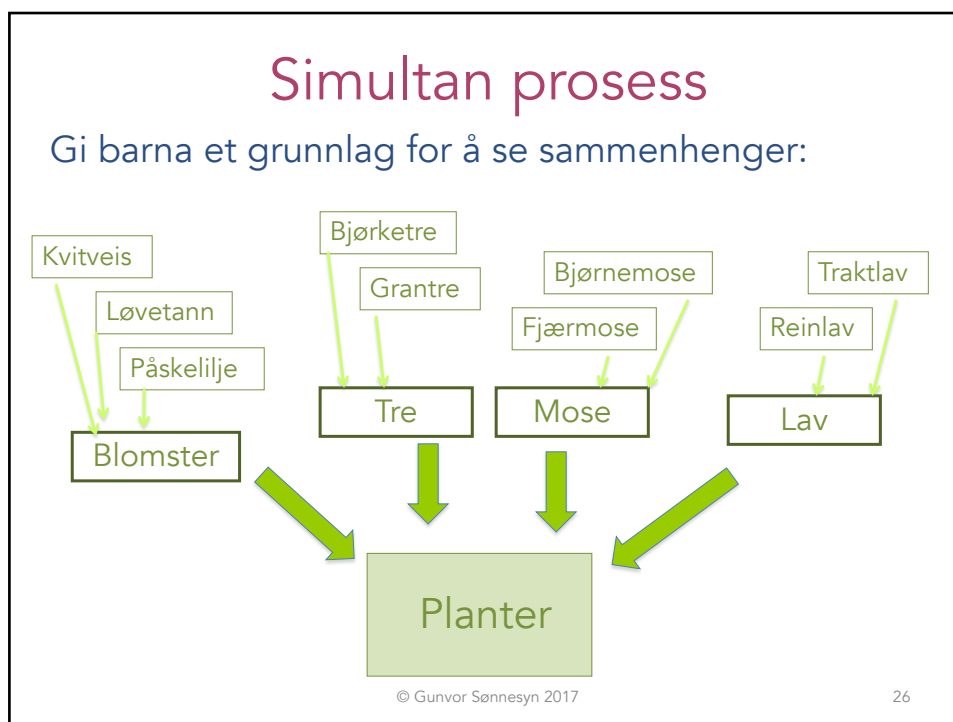 Simultan prosess
Gi barna et grunnlag for å se sammenhenger:
Kvitveis
Løvetann
Påskelilje
Blomster
Bjørketre
Grantre
Tre
Bjørnemose
Fjærmose
Mose
Traktlav
Reinlav
Lav
Planter
© Gunvor Sønnesyn 2017
26